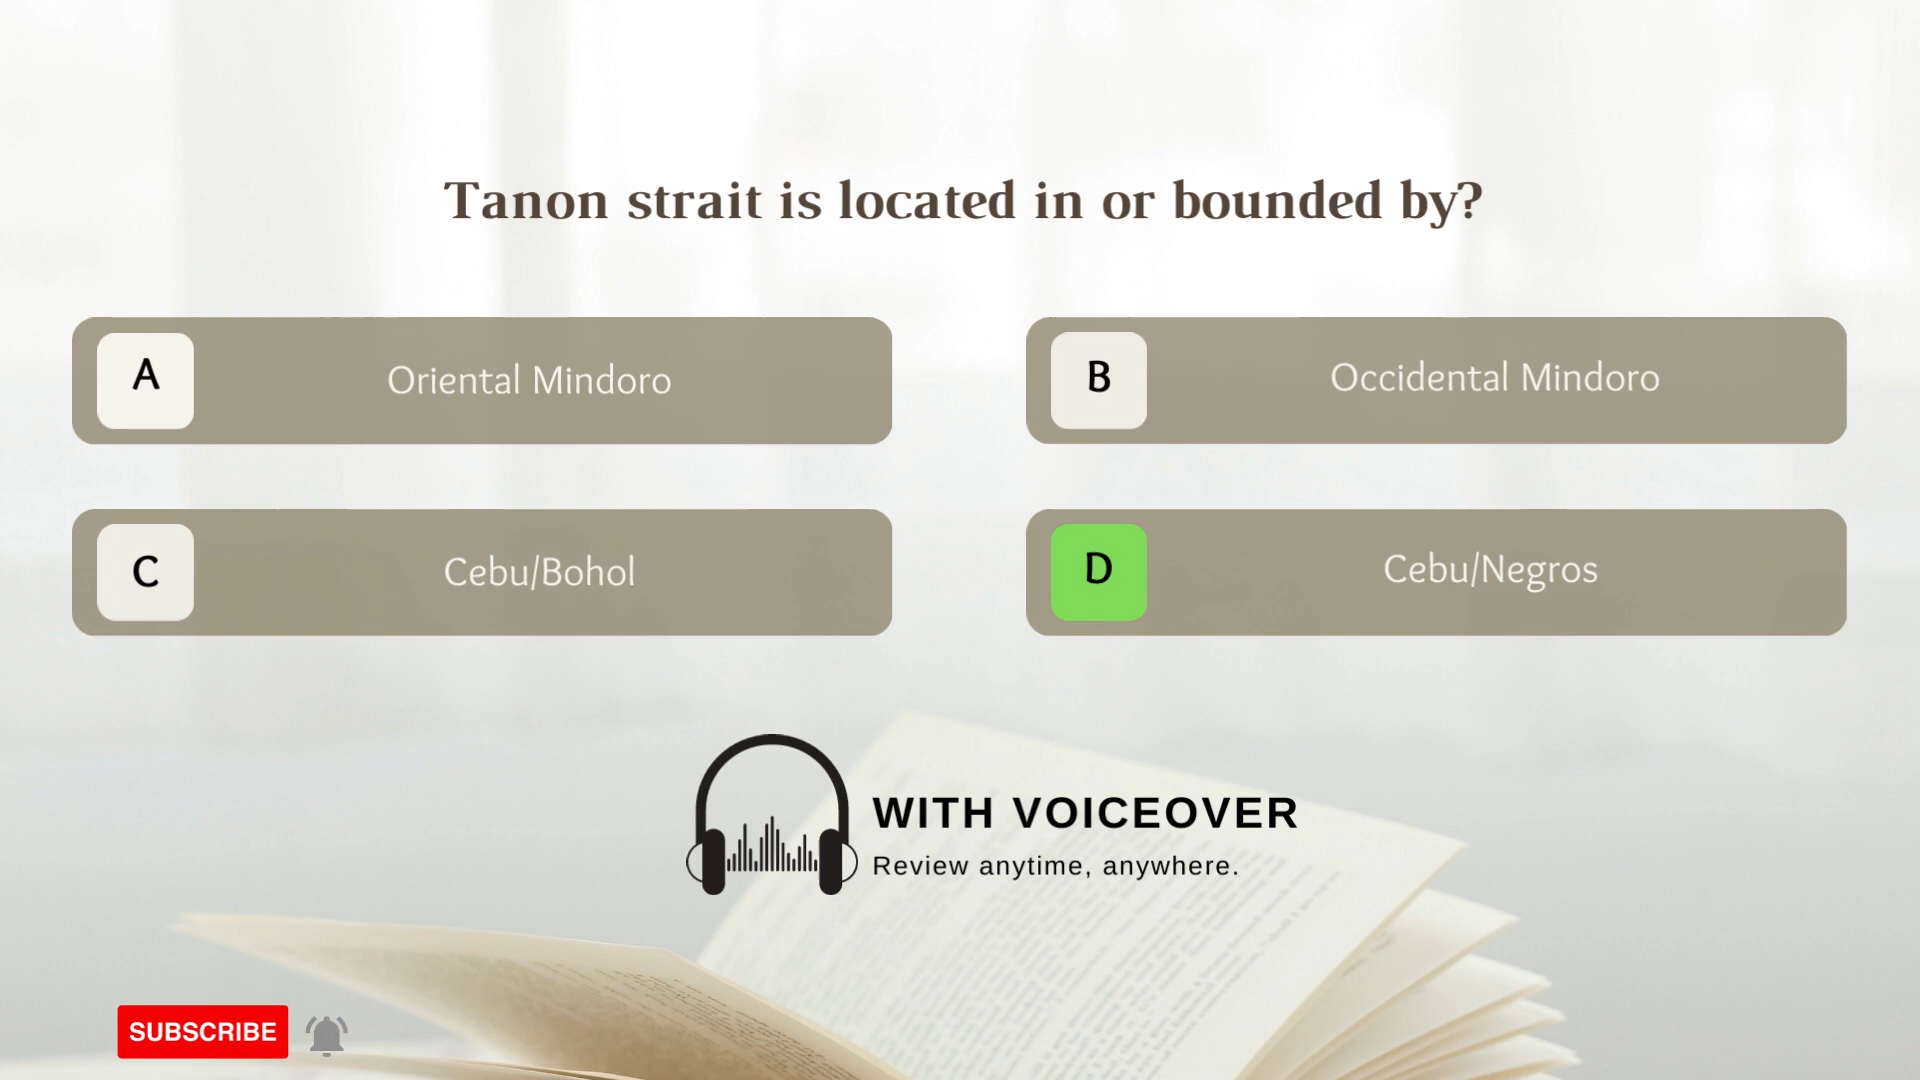 Tanon strait is located in or bounded by?
A Oriental Mindoro
B Occidental Mindoro
C Cebu/Bohol
D Cebu/Negros
WITH VOICEOVER
Review anytime, anywhere.
SUBSCRIBE